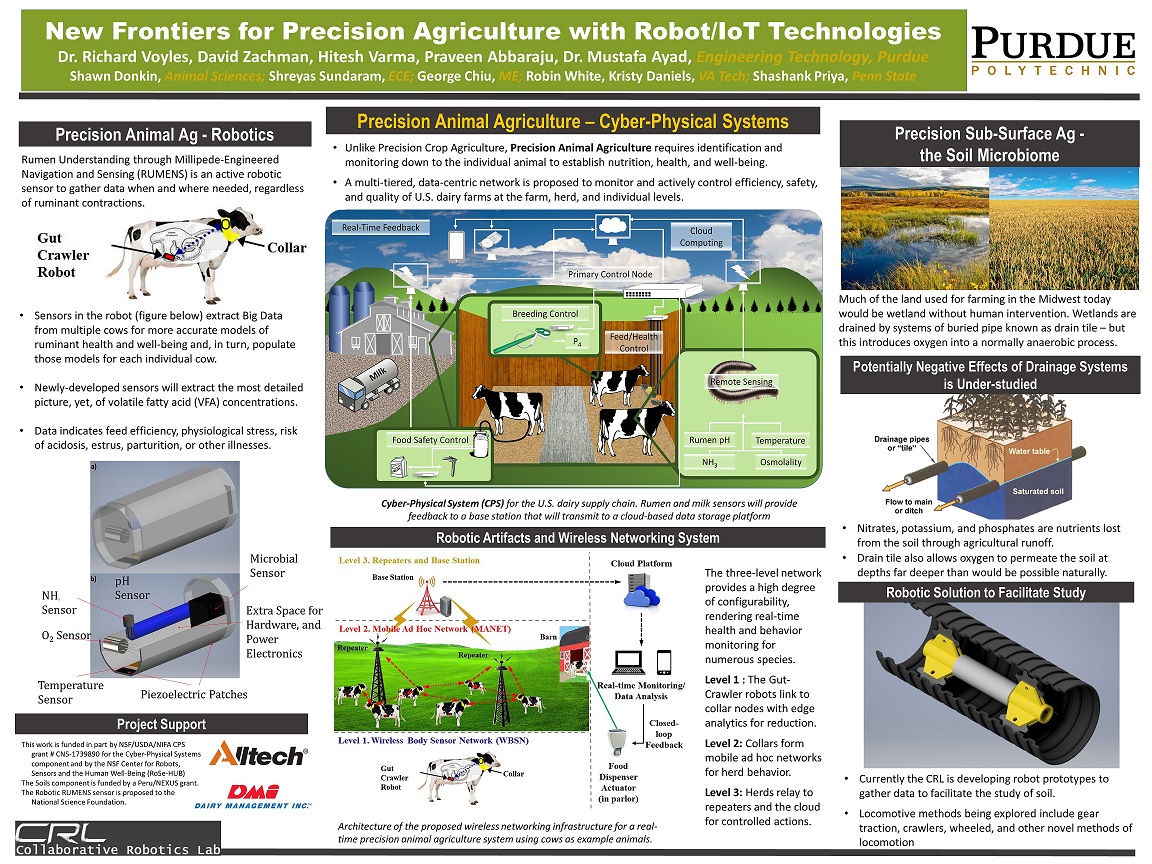 New Frontiers for Precision Agriculture with Robot/IoT Technologies
Dr. Richard Voyles, David Zachman, Hitesh Varma, Praveen Abbaraju, Dr. Mustafa Ayad, Engineering Technology, Purdue
Shawn Donkin, Animal Sciences; Shreyas Sundaram, ECE; George Chiu, ME; Robin White, Kristy Daniels, VA Tech; Shashank Priya, Penn State
PURDUE
POLYTECHNIC
Precision Animal Ag - Robotics
Rumen Understanding through Millipede-Engineered
Navigation and Sensing (RUMENS) is an active robotic
sensor to gather data when and where needed, regardless
of ruminant contractions.
Gut
Crawler
Robot
Collar
• Sensors in the robot (figure below) extract Big Data
from multiple cows for more accurate models of
ruminant health and well-being and, in turn, populate
those models for each individual cow.
• Newly-developed sensors will extract the most detailed
picture, yet, of volatile fatty acid (VFA) concentrations.
• Data indicates feed efficiency, physiological stress, risk
of acidosis, estrus, parturition, or other illnesses.
a)
b)
pH
Sensor
Microbial
Sensor
NH
Sensor
O2 Sensor
Extra Space for
Hardware, and
Power
Electronics
Temperature
Sensor
Piezoelectric Patches
Project Support
This work is funded in part by NSF/USDA/NIFA CPS
grant # CNS-1739890 for the Cyber-Physical Systems
component and by the NSF Center for Robots,
Sensors and the Human Well-Being (RoSe-HUB)
The Soils component is funded by a Peru/NEXUS grant.
The Robotic RUMENS sensor is proposed to the
National Science Foundation.
Alltech®
DMI
DAIRY MANAGEMENT INC.™
CRL
Collaborative Robotics Lab
Precision Animal Agriculture – Cyber-Physical Systems
• Unlike Precision Crop Agriculture, Precision Animal Agriculture requires identification and
monitoring down to the individual animal to establish nutrition, health, and well-being.
• A multi-tiered, data-centric network is proposed to monitor and actively control efficiency, safety,
and quality of U.S. dairy farms at the farm, herd, and individual levels.
Real-Time Feedback
Cloud
Computing
Primary Control Node
Breeding Control
P4
Feed/Health
Control
Milk
Remote Sensing
Food Safety Control
Rumen pH
Temperature
NH3
Osmolality
Cyber-Physical System (CPS) for the U.S. dairy supply chain. Rumen and milk sensors will provide
feedback to a base station that will transmit to a cloud-based data storage platform
Robotic Artifacts and Wireless Networking System
Level 3. Repeaters and Base Station
Base Station
Cloud Platform
Level 2. Mobile Ad Hoc Network (MANET)
Repeater
Repeater
Barn
Real-time Monitoring/
Data Analysis
Closed-
loop
Feedback
Level 1. Wireless Body Sensor Network (WBSN)
Gut
Crawler
Robot
Collar
Food
Dispenser
Actuator
(in parlor)
Architecture of the proposed wireless networking infrastructure for a real-
time precision animal agriculture system using cows as example animals.
The three-level network
provides a high degree
of configurability,
rendering real-time
health and behavior
monitoring for
numerous species.
Level 1 : The Gut-
Crawler robots link to
collar nodes with edge
analytics for reduction.
Level 2: Collars form
mobile ad hoc networks
for herd behavior.
Level 3: Herds relay to
repeaters and the cloud
for controlled actions.
Precision Sub-Surface Ag -
the Soil Microbiome
Much of the land used for farming in the Midwest today
would be wetland without human intervention. Wetlands are
drained by systems of buried pipe known as drain tile – but
this introduces oxygen into a normally anaerobic process.
Potentially Negative Effects of Drainage Systems
is Under-studied
Drainage pipes
or "tile"
Water table
Saturated soil
Flow to main
or ditch
• Nitrates, potassium, and phosphates are nutrients lost
from the soil through agricultural runoff.
• Drain tile also allows oxygen to permeate the soil at
depths far deeper than would be possible naturally.
Robotic Solution to Facilitate Study
• Currently the CRL is developing robot prototypes to
gather data to facilitate the study of soil.
• Locomotive methods being explored include gear
traction, crawlers, wheeled, and other novel methods of
locomotion